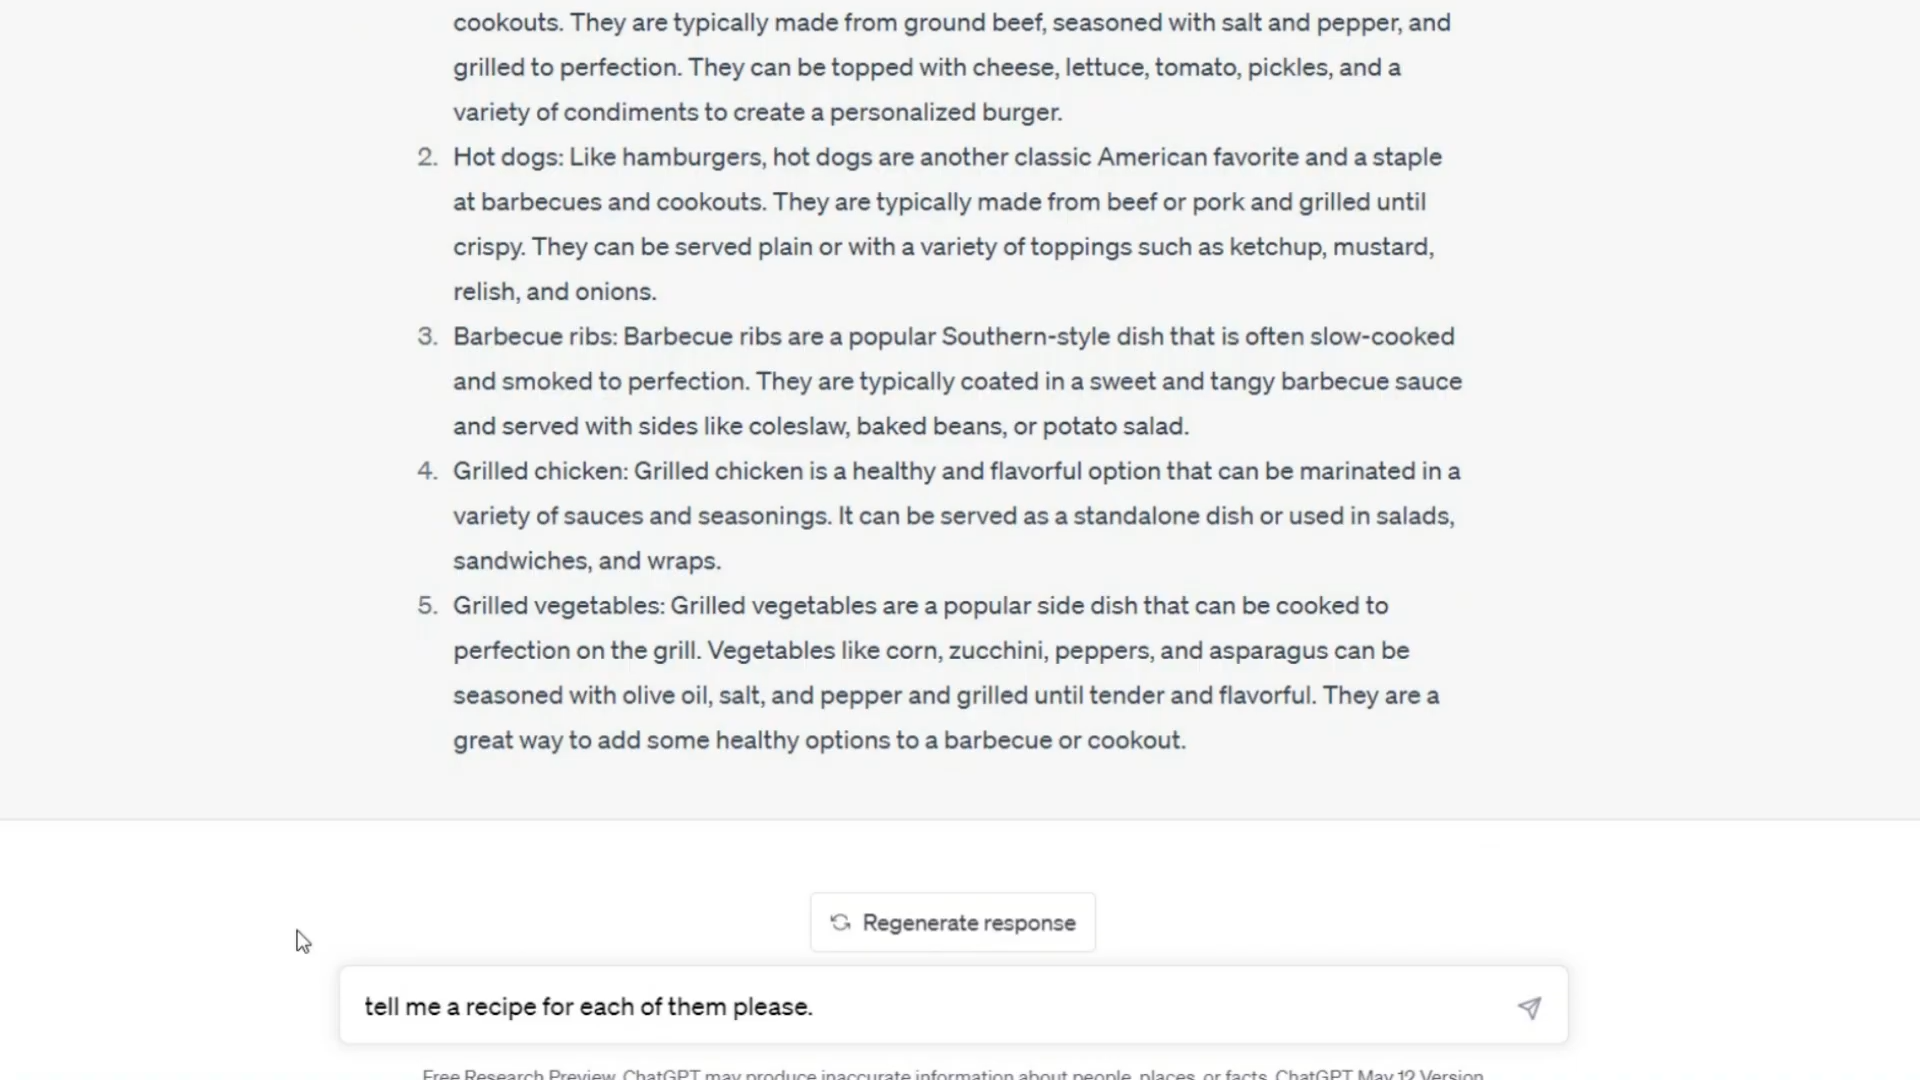 cookouts. They are typically made from ground beef, seasoned with salt and pepper, and
grilled to perfection. They can be topped with cheese, lettuce, tomato, pickles, and a
variety of condiments to create a personalized burger.
2. Hot dogs: Like hamburgers, hot dogs are another classic American favorite and a staple
at barbecues and cookouts. They are typically made from beef or pork and grilled until
crispy. They can be served plain or with a variety of toppings such as ketchup, mustard,
relish, and onions.
3. Barbecue ribs: Barbecue ribs are a popular Southern-style dish that is often slow-cooked
and smoked to perfection. They are typically coated in a sweet and tangy barbecue sauce
and served with sides like coleslaw, baked beans, or potato salad.
4. Grilled chicken: Grilled chicken is a healthy and flavorful option that can be marinated in a
variety of sauces and seasonings. It can be served as a standalone dish or used in salads,
sandwiches, and wraps.
5. Grilled vegetables: Grilled vegetables are a popular side dish that can be cooked to
perfection on the grill. Vegetables like corn, zucchini, peppers, and asparagus can be
seasoned with olive oil, salt, and pepper and grilled until tender and flavorful. They are a
great way to add some healthy options to a barbecue or cookout.
Regenerate response
tell me a recipe for each of them please.
Free Research Preview. ChatGPT may produce inaccurate information about people, places, or facts. ChatGPT May 12 Version